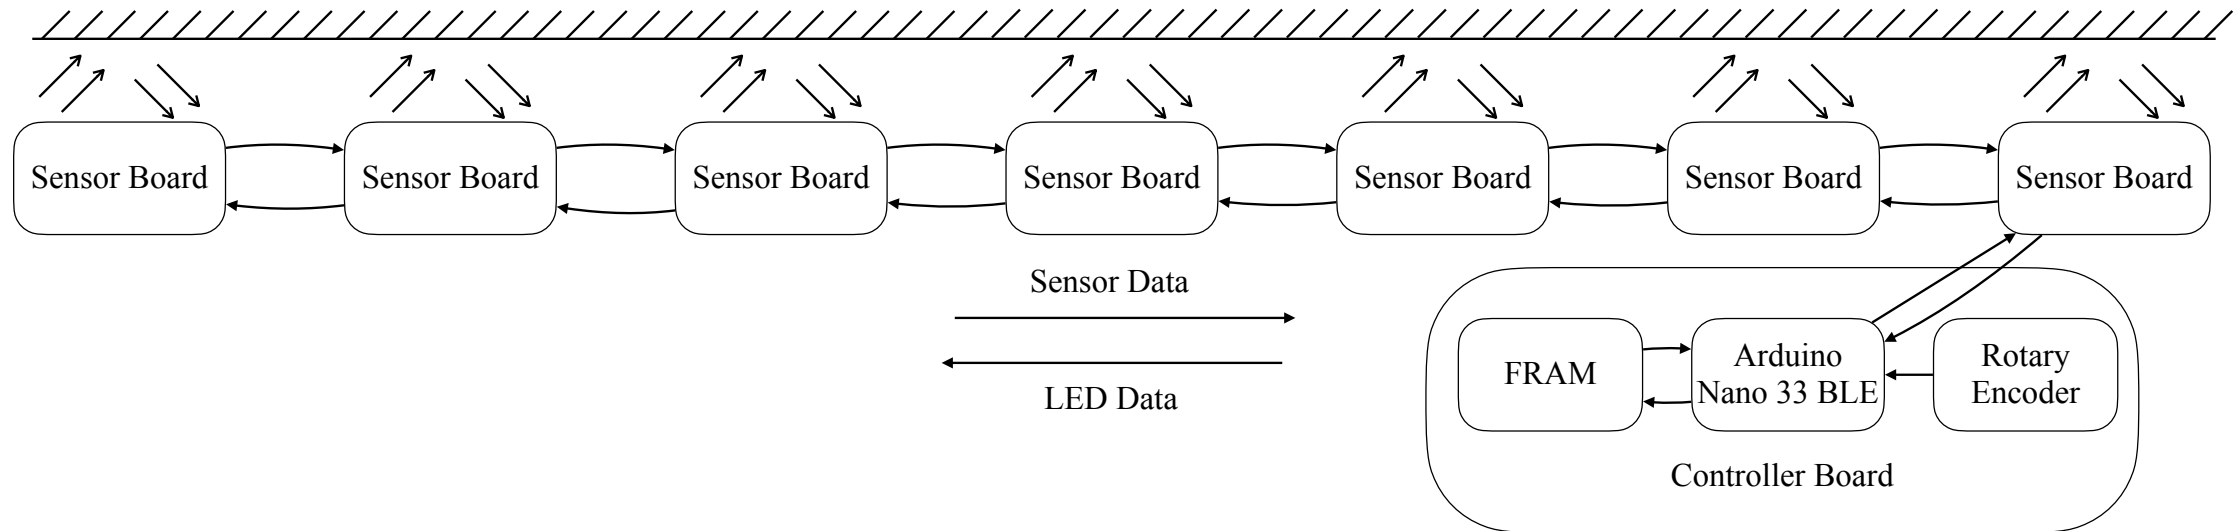 Sensor Board
Sensor Board
Sensor Board
Sensor Board
Sensor Board
Sensor Board
Sensor Board
Sensor Data
LED Data
FRAM
Arduino
Nano 33 BLE
Rotary
Encoder
Controller Board